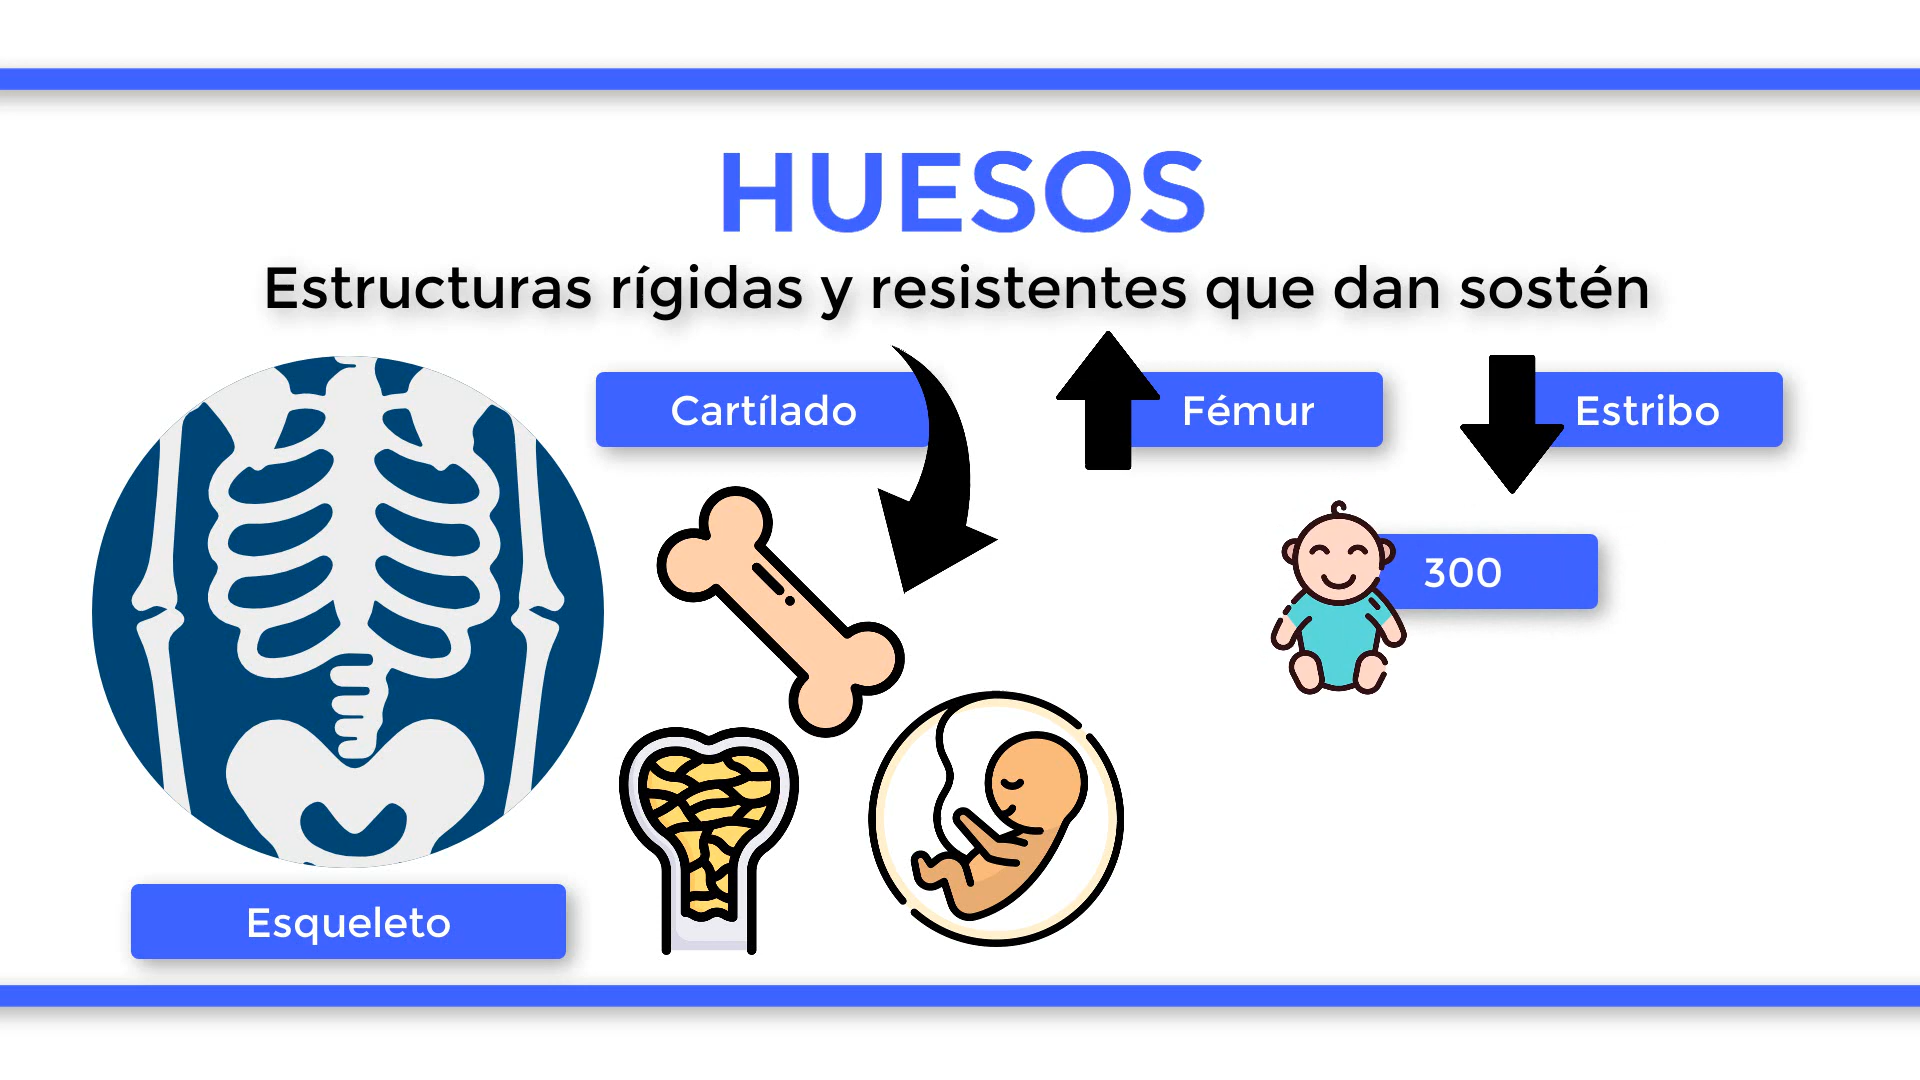 HUESOS
Estructuras rígidas y resistentes que dan sostén
Cartílado
Fémur
Estribo
300
Esqueleto